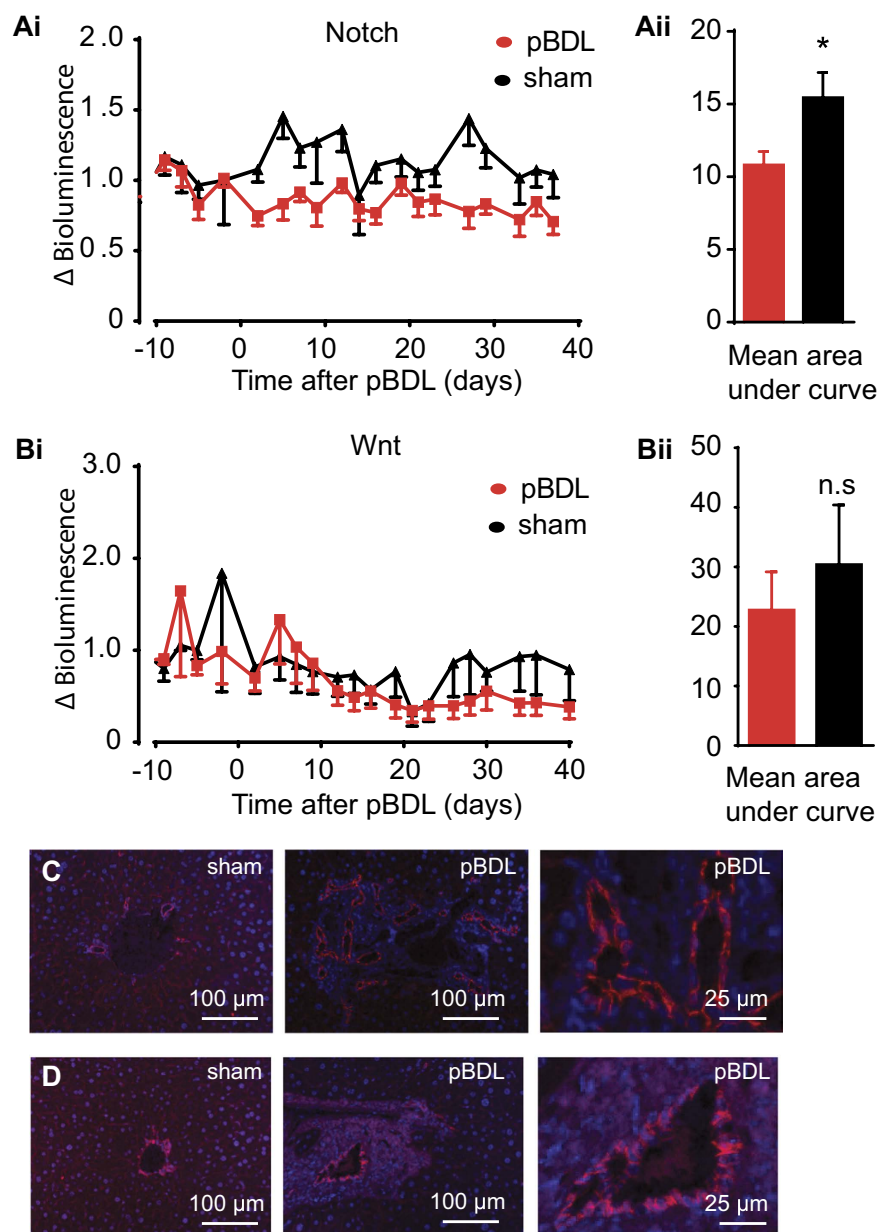 Ai
Notch
pBDL
sham
Δ Bioluminescence
2.0
1.5
1.0
0.5
0
-10 0 10 20 30 40
Time after pBDL (days)
Aii
*
20
15
10
5
0
Mean area
under curve
Bi
Wnt
pBDL
sham
Δ Bioluminescence
3.0
2.0
1.0
0
-10 0 10 20 30 40
Time after pBDL (days)
Bii
n.s
50
40
30
20
10
0
Mean area
under curve
C
sham
100 µm
pBDL
100 µm
pBDL
25 µm
D
sham
100 µm
pBDL
100 µm
pBDL
25 µm